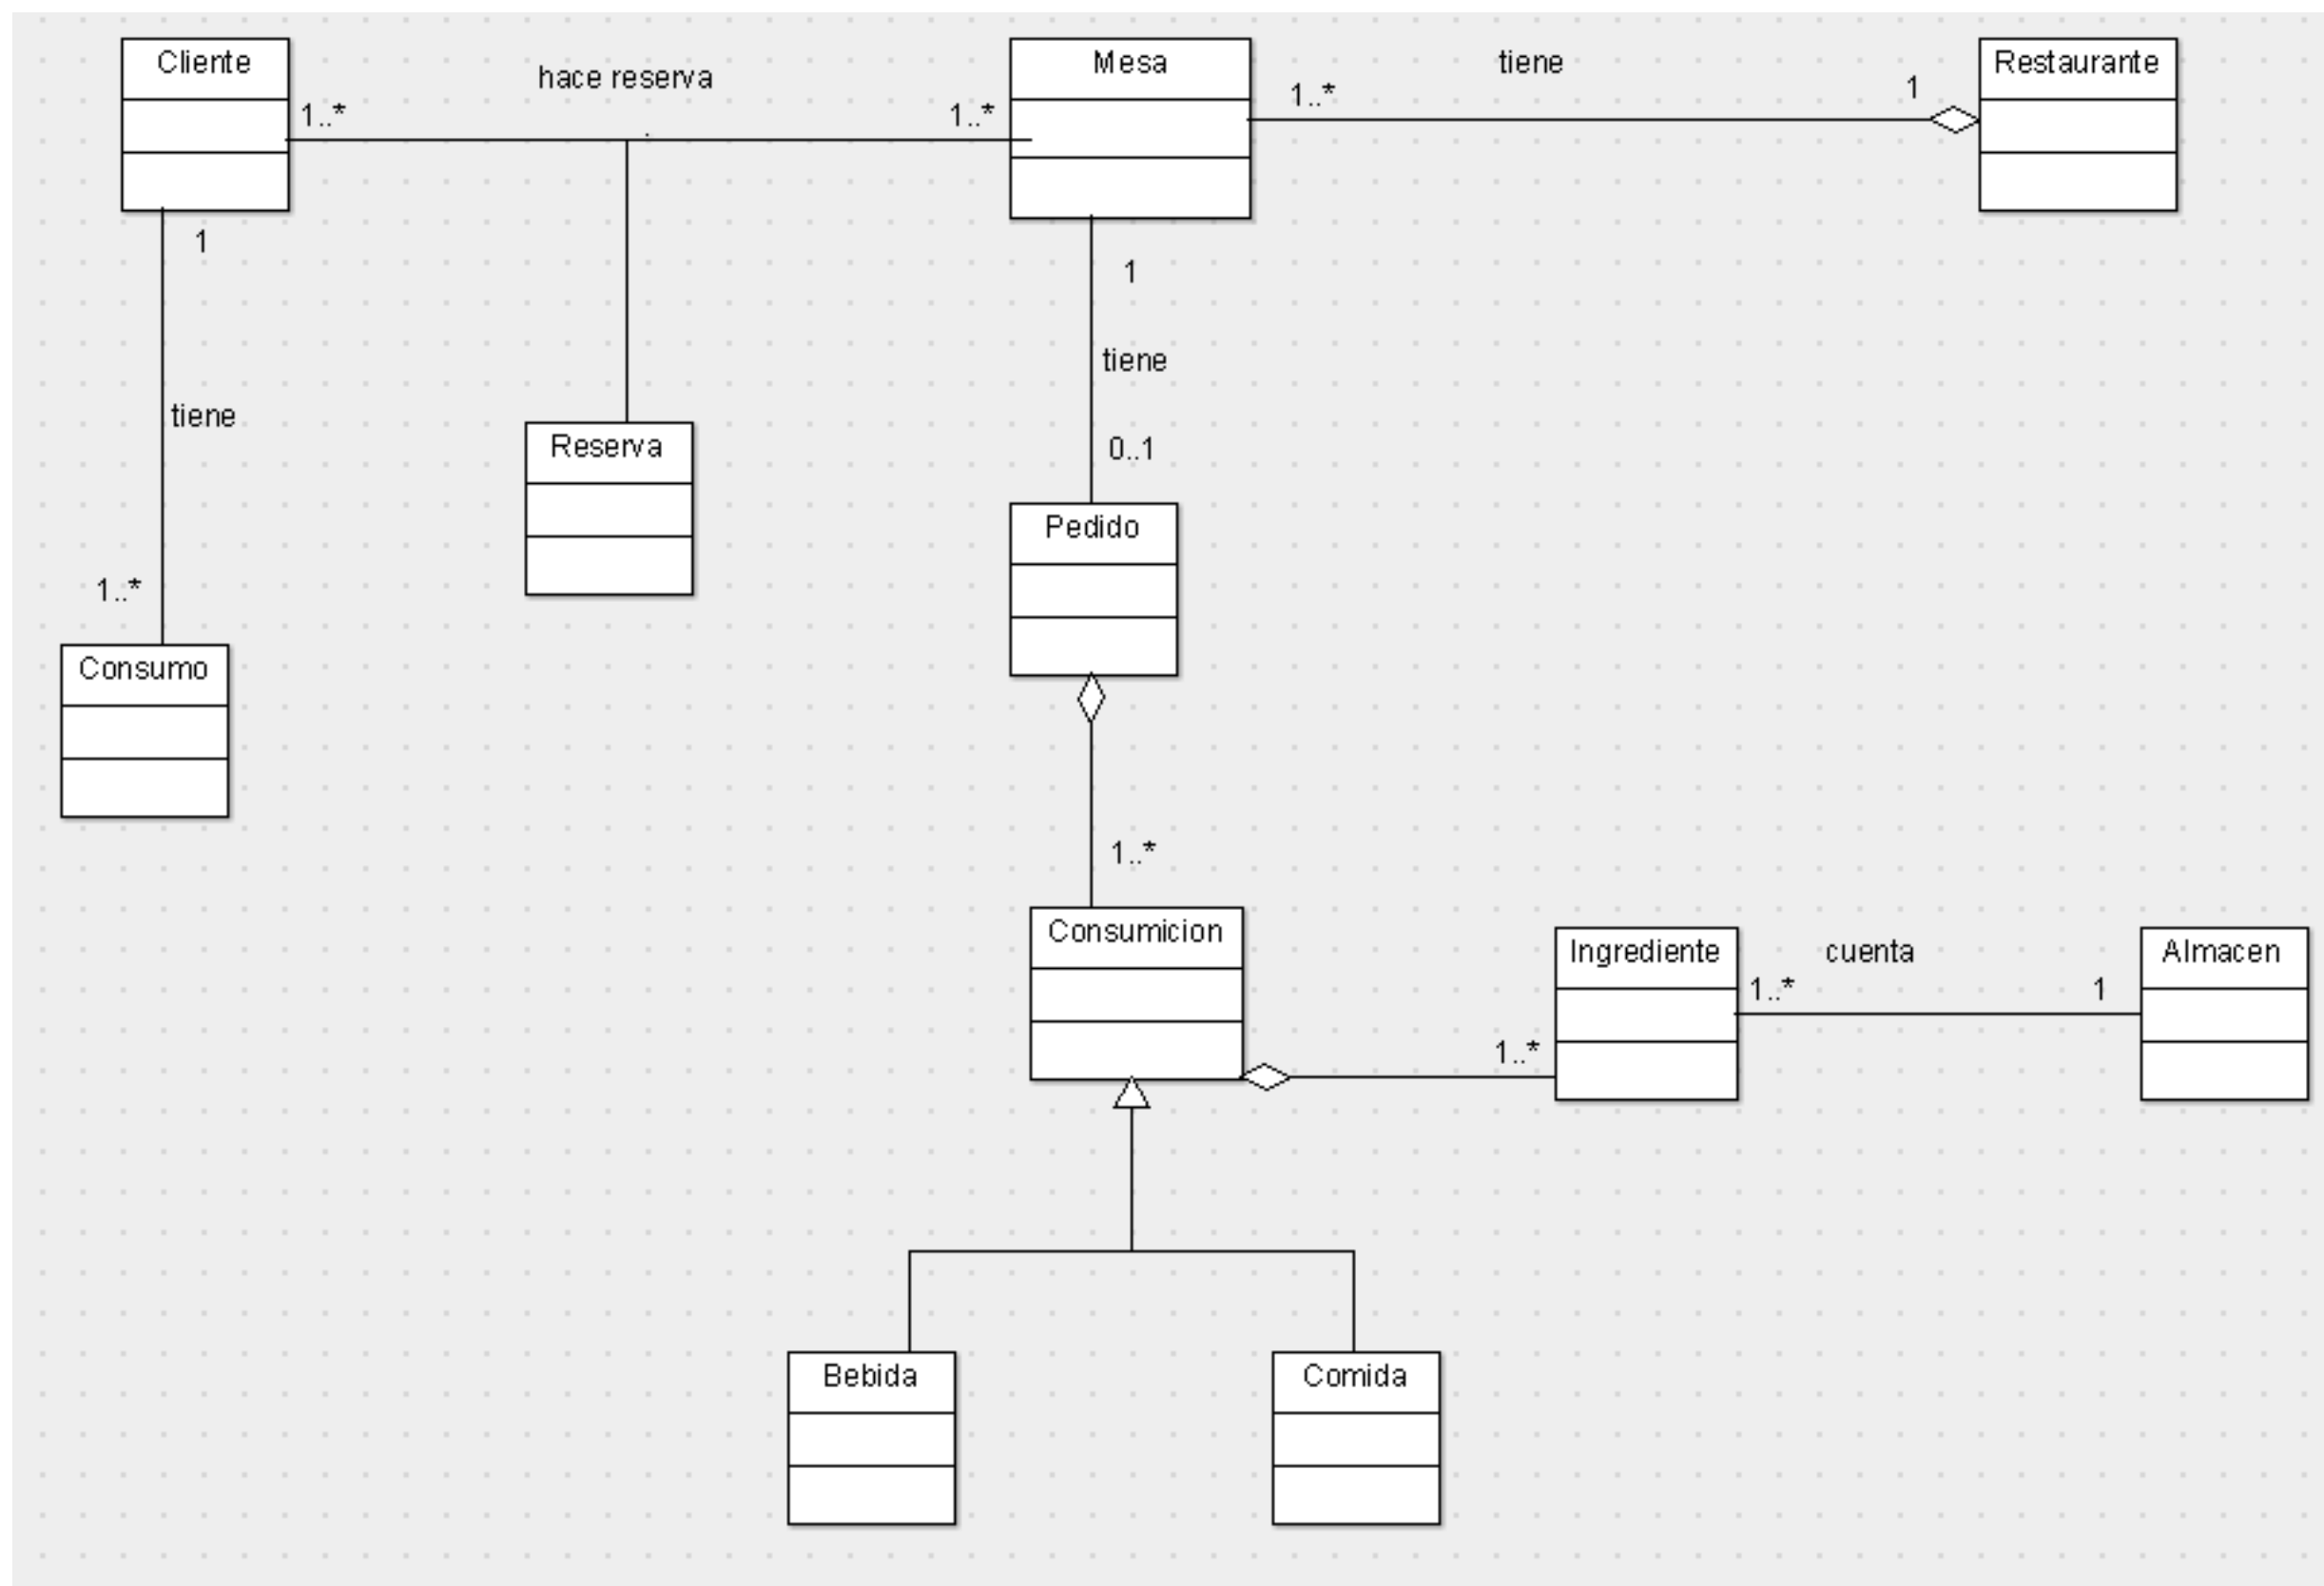 Cliente
hace reserva
1..*
1..*
Mesa
tiene
1..*
1
Restaurante
1
tiene
1..*
Consumo
Reserva
1
tiene
0..1
Pedido
1..*
Consumicion
1..*
Ingrediente
cuenta
1..*
1
Almacen
Bebida
Comida